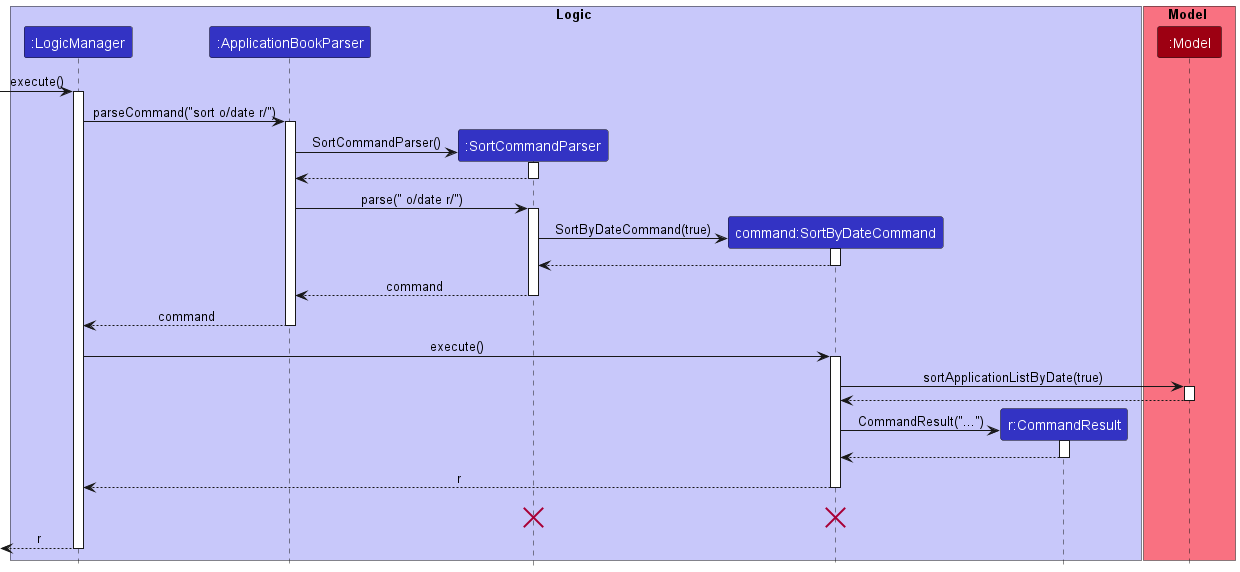 Logic
Model
:LogicManager
:ApplicationBookParser
:Model
execute()
parseCommand("sort o/date r/")
SortCommandParser()
:SortCommandParser
parse(" o/date r/")
SortByDateCommand(true)
command:SortByDateCommand
command
command
execute()
sortApplicationListByDate(true)
CommandResult("...")
r:CommandResult
r
r